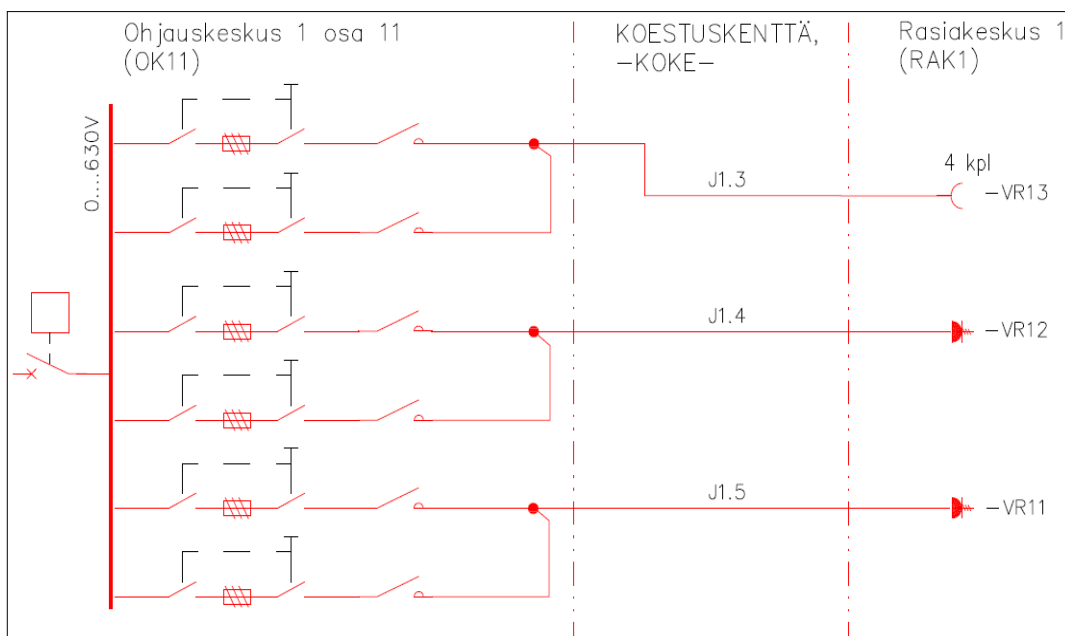 Ohjauskeskus 1 osa 11
(OK11)
KOESTUSKENTTÄ,
-KOKE-
Rasiakeskus 1
(RAK1)
0....630V
4 kpl
J1.3
-VR13
J1.4
-VR12
J1.5
-VR11